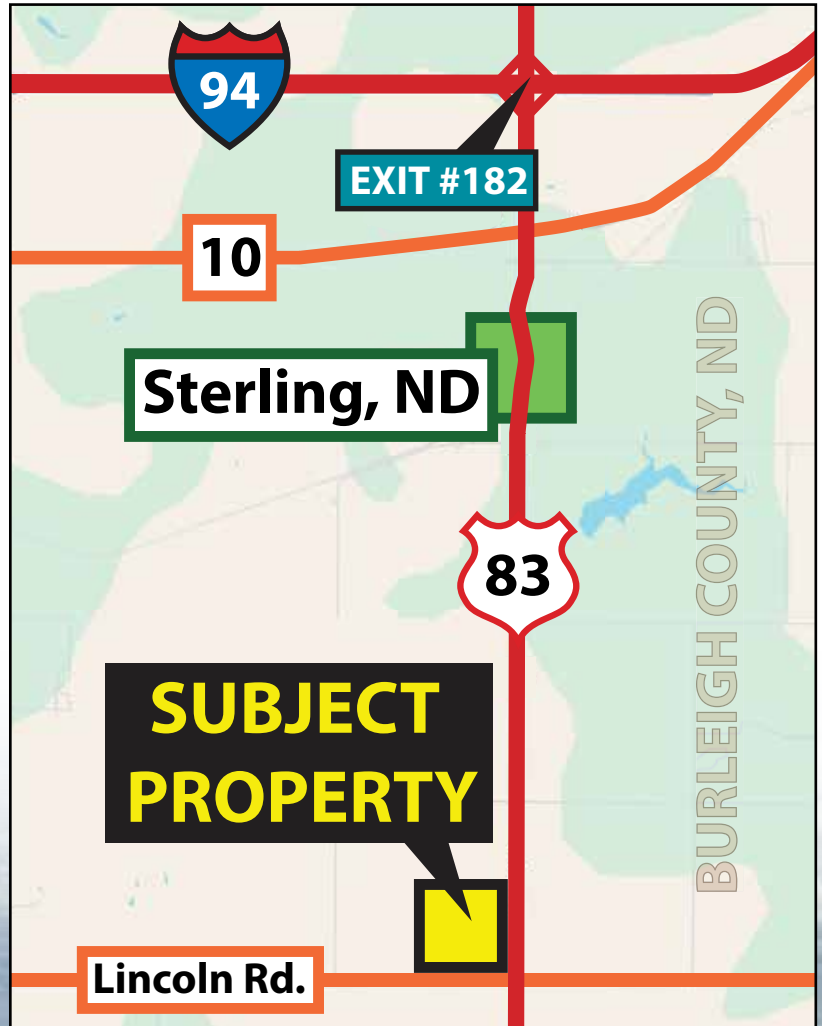 94
EXIT #182
10
Sterling, ND
83
BURLEIGH COUNTY, ND
SUBJECT
PROPERTY
Lincoln Rd.